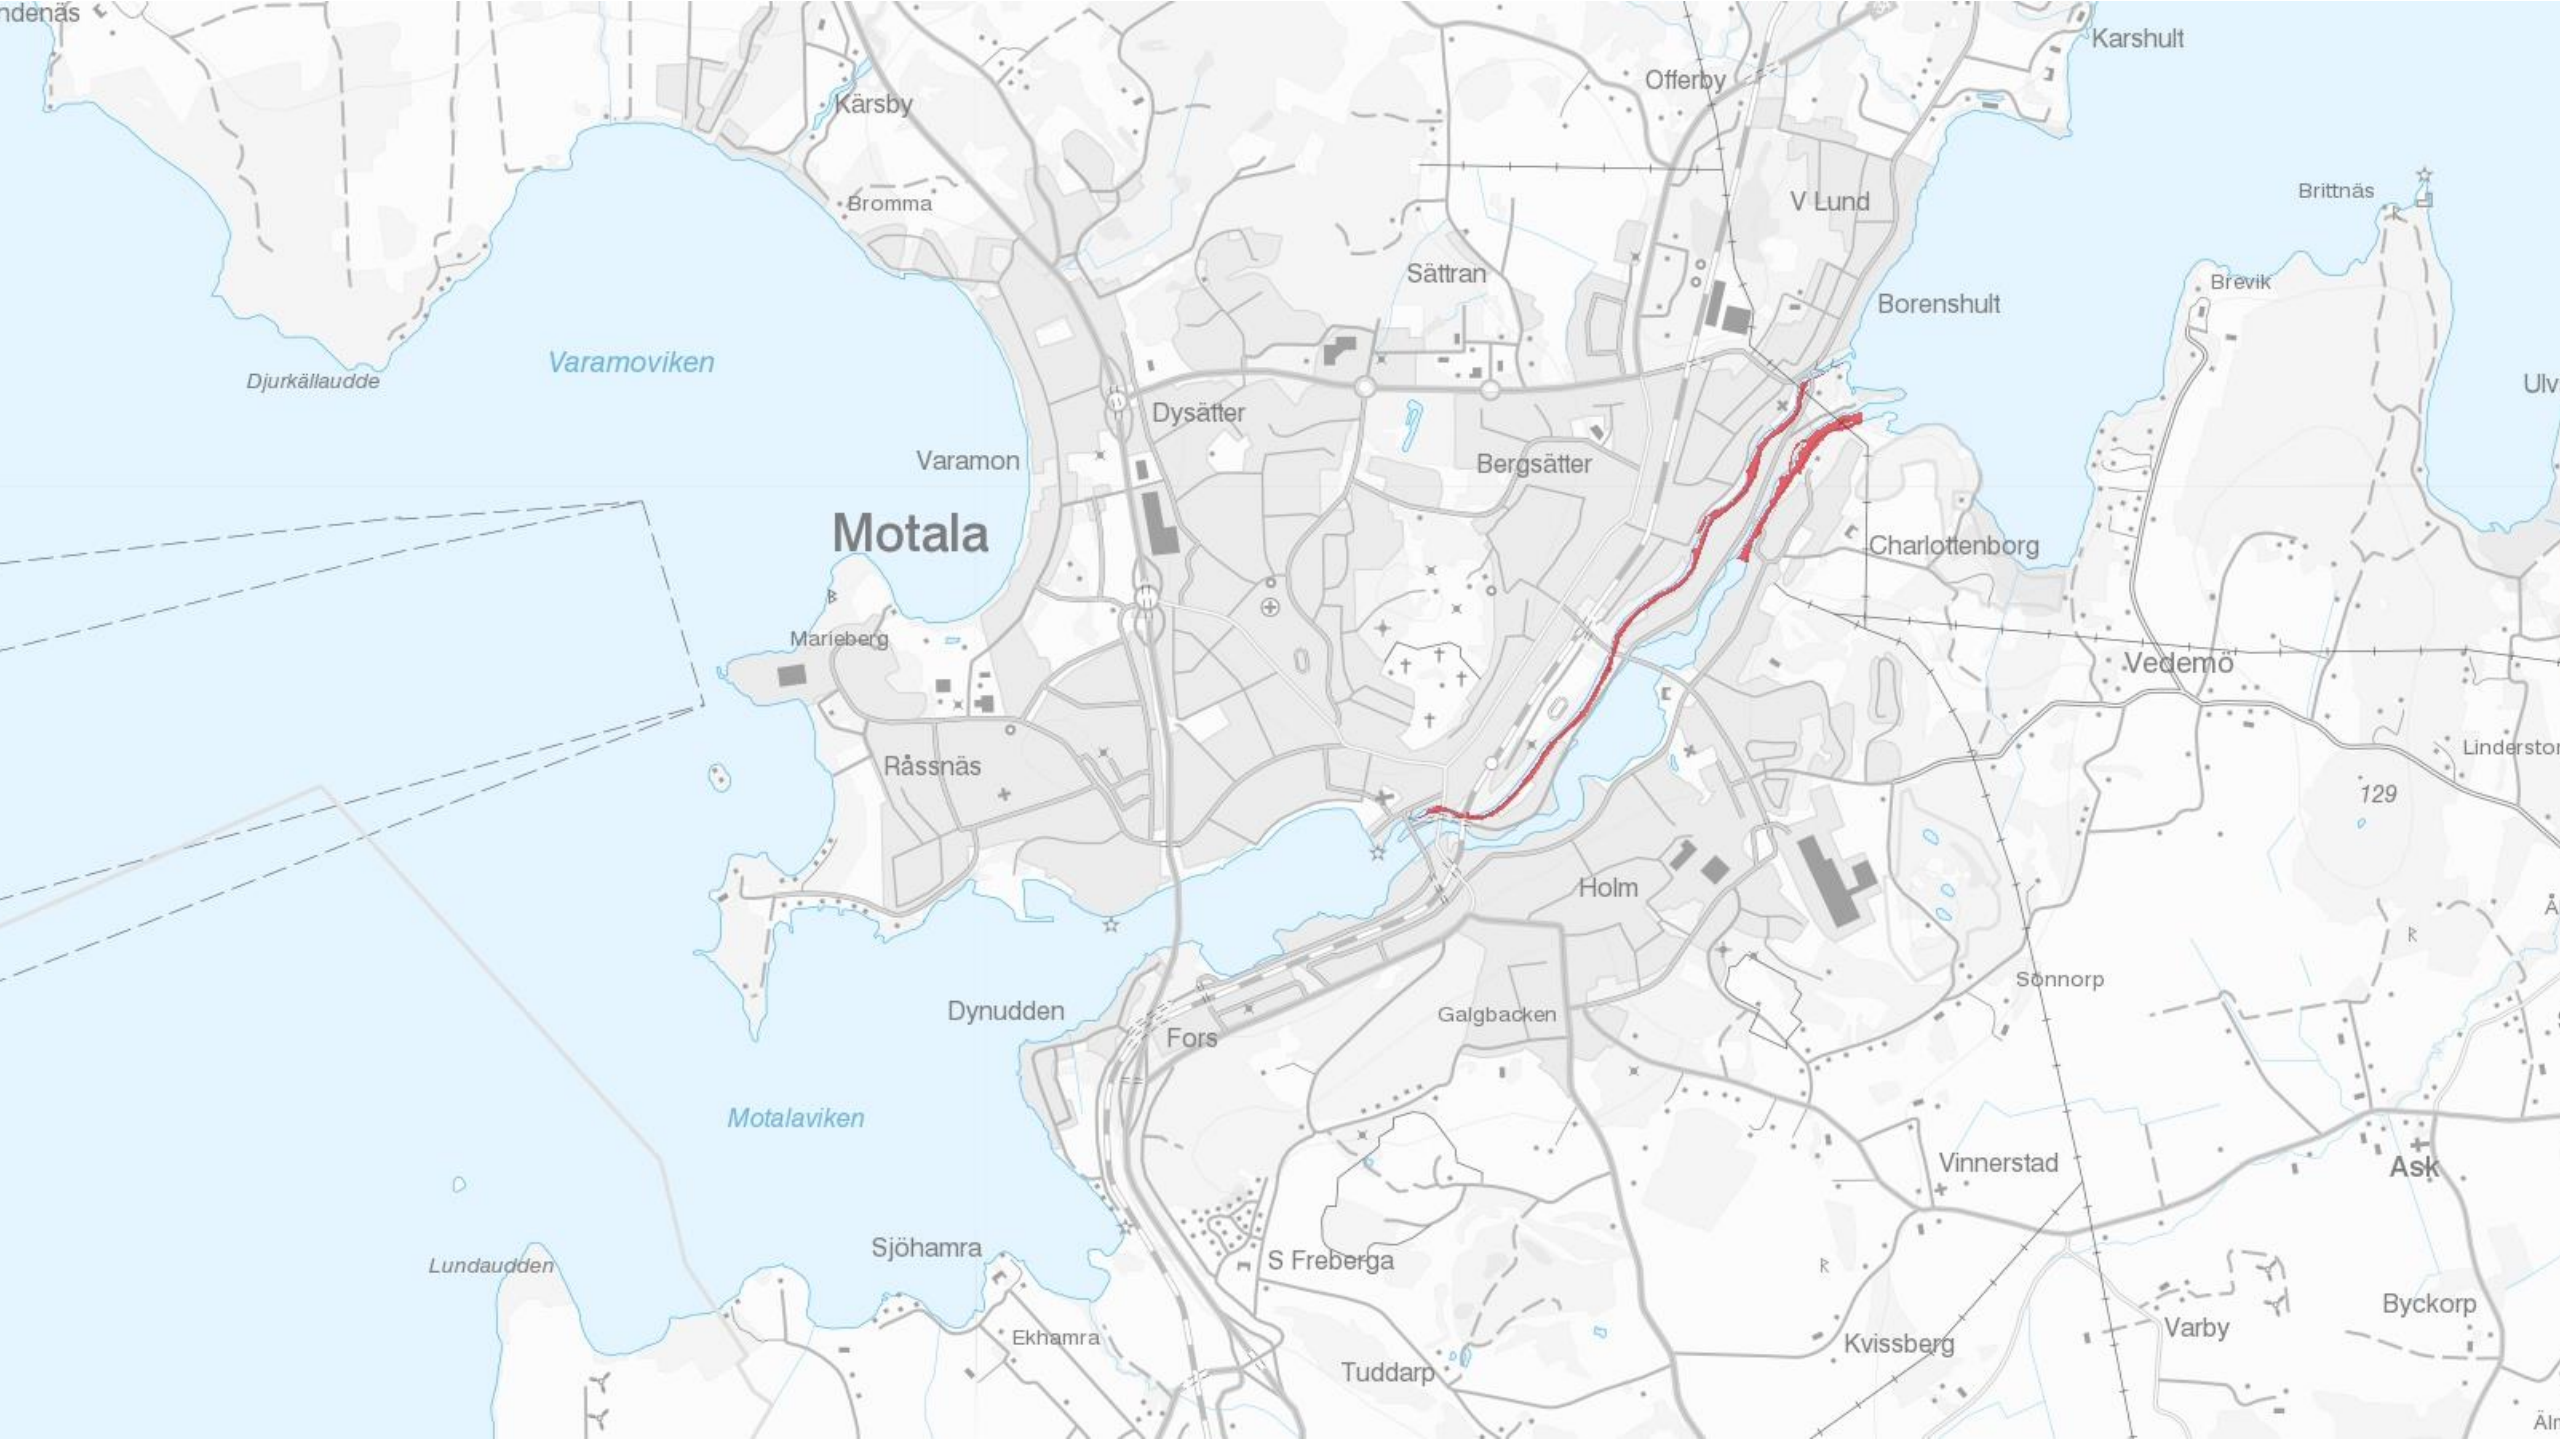 ndenäs
Karshult
Offerby
Kärsby
Brittnäs
Bromma
V Lund
Sättran
Brevik
Borenshult
Varamoviken
Djurkällaudde
Ulv
Dysätter
Varamon
Bergsätter
Motala
Charlottenborg
Marieberg
Vedemö
Linderstor
Råssnäs
129
Holm
Å
Sönnorp
Dynudden
Galgbacken
Fors
Motalaviken
Vinnerstad
Ask
Sjöhamra
S Freberga
Lundaudden
Byckorp
Varby
Ekhamra
Kvissberg
Tuddarp
Älm